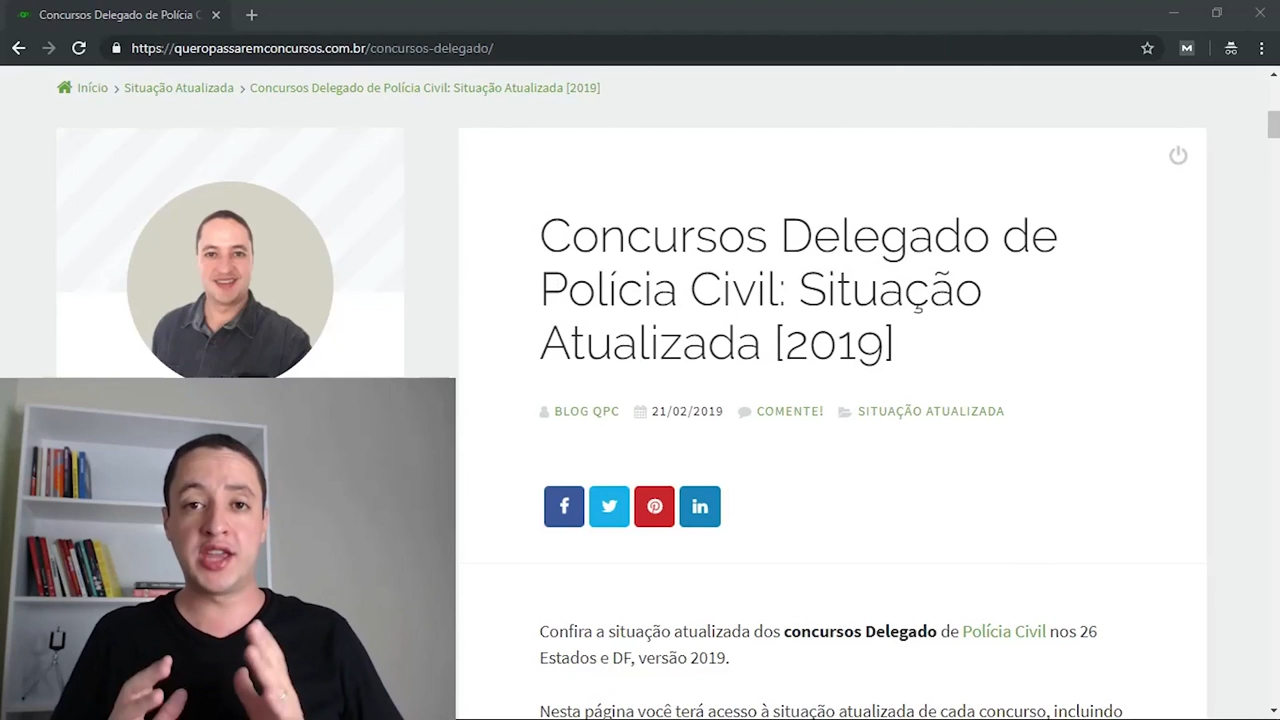 Concursos Delegado de Polícia C
https://queropassaremconcursos.com.br/concursos-delegado/
Início > Situação Atualizada > Concursos Delegado de Polícia Civil: Situação Atualizada [2019]
Concursos Delegado de
Polícia Civil: Situação
Atualizada [2019]
BLOG QPC 21/02/2019 COMENTE! SITUAÇÃO ATUALIZADA
Confira a situação atualizada dos concursos Delegado de Polícia Civil nos 26
Estados e DF, versão 2019.
Nesta página você terá acesso à situação atualizada de cada concurso, incluindo